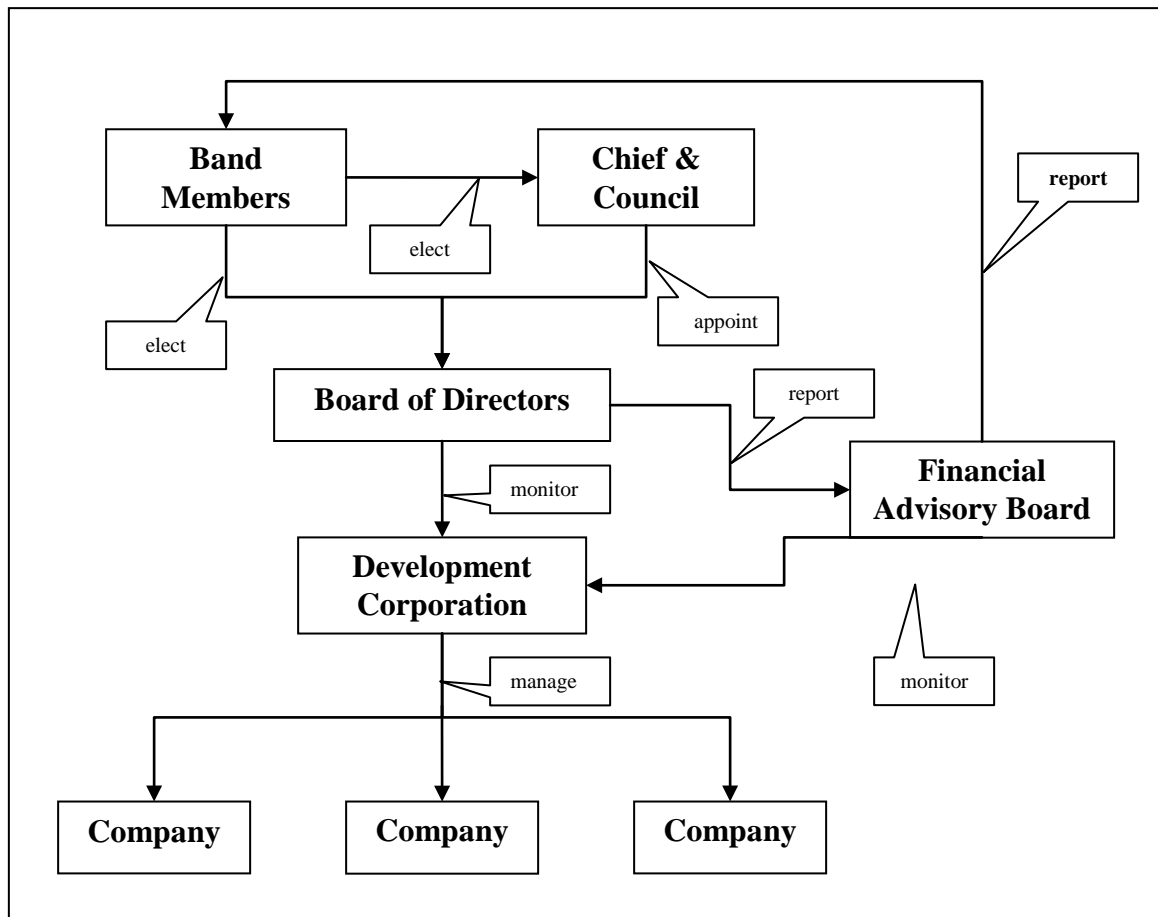 Band
Members
Chief &
Council
report
elect
elect
appoint
Board of Directors
report
monitor
Financial
Advisory Board
Development
Corporation
manage
monitor
Company
Company
Company